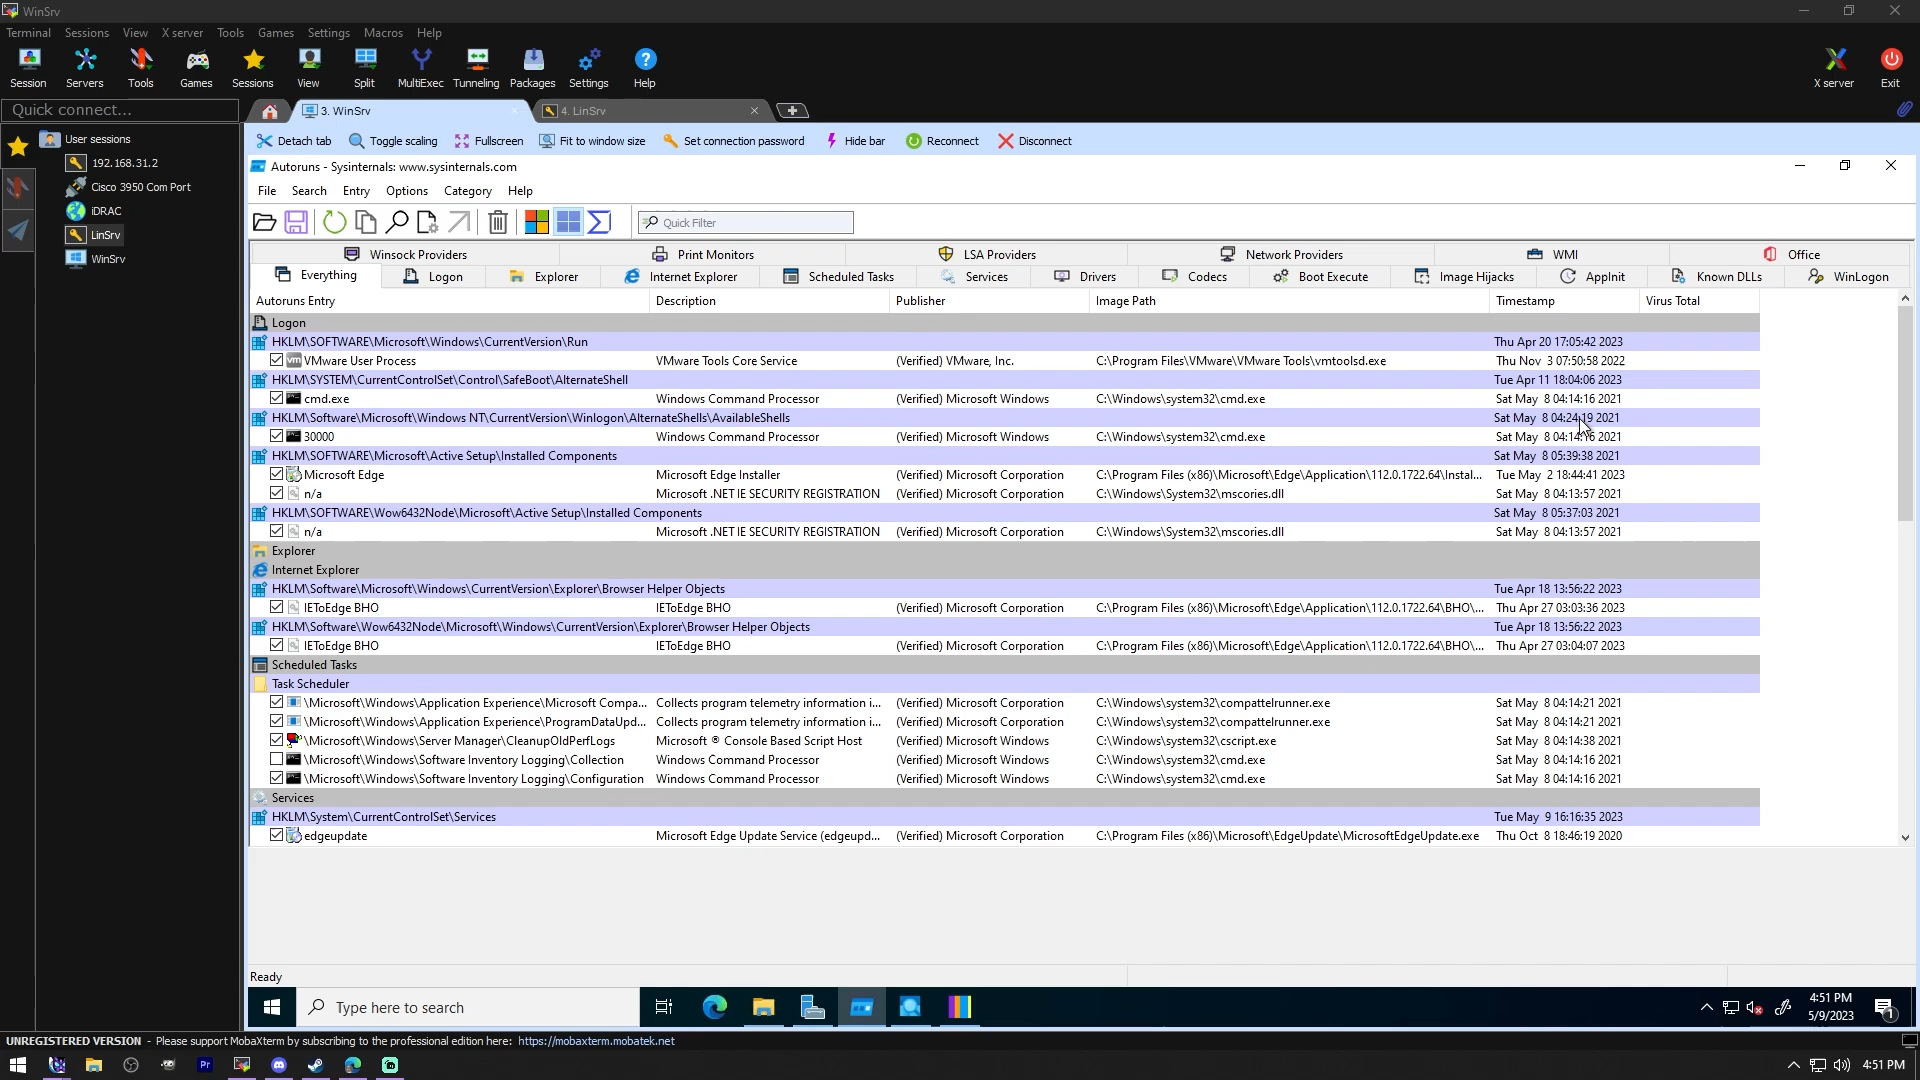 WinSrv
Terminal Sessions View X server Tools Games Settings Macros Help
Session Servers Tools Games Sessions View Split MultiExec Tunneling Packages Settings Help X server Exit
Quick connect... 3. WinSrv 4. LinSrv
User sessions
192.168.31.2
Cisco 3950 Com Port
iDRAC
LinSrv
WinSrv
Detach tab Toggle scaling Fullscreen Fit to window size Set connection password Hide bar Reconnect Disconnect
Autoruns - Sysinternals: www.sysinternals.com
File Search Entry Options Category Help
Quick Filter
Winsock Providers Print Monitors LSA Providers Network Providers WMI Office
Everything Logon Explorer Internet Explorer Scheduled Tasks Services Drivers Codecs Boot Execute Image Hijacks AppInit Known DLLs WinLogon
Autoruns Entry Description Publisher Image Path Timestamp Virus Total
Logon
HKLM\SOFTWARE\Microsoft\Windows\CurrentVersion\Run Thu Apr 20 17:05:42 2023
VMware User Process VMware Tools Core Service (Verified) VMware, Inc. C:\Program Files\VMware\VMware Tools\vmtoolsd.exe Thu Nov 3 07:50:58 2022
HKLM\SYSTEM\CurrentControlSet\Control\SafeBoot\AlternateShell Tue Apr 11 18:04:06 2023
cmd.exe Windows Command Processor (Verified) Microsoft Windows C:\Windows\system32\cmd.exe Sat May 8 04:14:16 2021
HKLM\Software\Microsoft\Windows NT\CurrentVersion\Winlogon\AlternateShells\AvailableShells Sat May 8 04:24:19 2021
30000 Windows Command Processor (Verified) Microsoft Windows C:\Windows\system32\cmd.exe Sat May 8 04:14:16 2021
HKLM\SOFTWARE\Microsoft\Active Setup\Installed Components Sat May 8 05:39:38 2021
Microsoft Edge Microsoft Edge Installer (Verified) Microsoft Corporation C:\Program Files (x86)\Microsoft\Edge\Application\112.0.1722.64\Instal... Tue May 2 18:44:41 2023
n/a Microsoft .NET IE SECURITY REGISTRATION (Verified) Microsoft Corporation C:\Windows\System32\mscories.dll Sat May 8 04:13:57 2021
HKLM\SOFTWARE\Wow6432Node\Microsoft\Active Setup\Installed Components Sat May 8 05:37:03 2021
n/a Microsoft .NET IE SECURITY REGISTRATION (Verified) Microsoft Corporation C:\Windows\System32\mscories.dll Sat May 8 04:13:57 2021
Explorer
Internet Explorer
HKLM\Software\Microsoft\Windows\CurrentVersion\Explorer\Browser Helper Objects Tue Apr 18 13:56:22 2023
IEToEdge BHO IEToEdge BHO (Verified) Microsoft Corporation C:\Program Files (x86)\Microsoft\Edge\Application\112.0.1722.64\BHO\... Thu Apr 27 03:03:36 2023
HKLM\Software\Wow6432Node\Microsoft\Windows\CurrentVersion\Explorer\Browser Helper Objects Tue Apr 18 13:56:22 2023
IEToEdge BHO IEToEdge BHO (Verified) Microsoft Corporation C:\Program Files (x86)\Microsoft\Edge\Application\112.0.1722.64\BHO\... Thu Apr 27 03:04:07 2023
Scheduled Tasks
Task Scheduler
\Microsoft\Windows\Application Experience\Microsoft Compa... Collects program telemetry information i... (Verified) Microsoft Corporation C:\Windows\system32\compattelrunner.exe Sat May 8 04:14:21 2021
\Microsoft\Windows\Application Experience\ProgramDataUpd... Collects program telemetry information i... (Verified) Microsoft Corporation C:\Windows\system32\compattelrunner.exe Sat May 8 04:14:21 2021
\Microsoft\Windows\Server Manager\CleanupOldPerfLogs Microsoft ® Console Based Script Host (Verified) Microsoft Windows C:\Windows\system32\cscript.exe Sat May 8 04:14:38 2021
\Microsoft\Windows\Software Inventory Logging\Collection Windows Command Processor (Verified) Microsoft Windows C:\Windows\system32\cmd.exe Sat May 8 04:14:16 2021
\Microsoft\Windows\Software Inventory Logging\Configuration Windows Command Processor (Verified) Microsoft Windows C:\Windows\system32\cmd.exe Sat May 8 04:14:16 2021
Services
HKLM\System\CurrentControlSet\Services Tue May 9 16:16:35 2023
edgeupdate Microsoft Edge Update Service (edgeupd... (Verified) Microsoft Corporation C:\Program Files (x86)\Microsoft\EdgeUpdate\MicrosoftEdgeUpdate.exe Thu Oct 8 18:46:19 2020
Ready
Type here to search 4:51 PM
5/9/2023 1
UNREGISTERED VERSION - Please support MobaXterm by subscribing to the professional edition here: https://mobaxterm.mobatek.net
Pr 4:51 PM